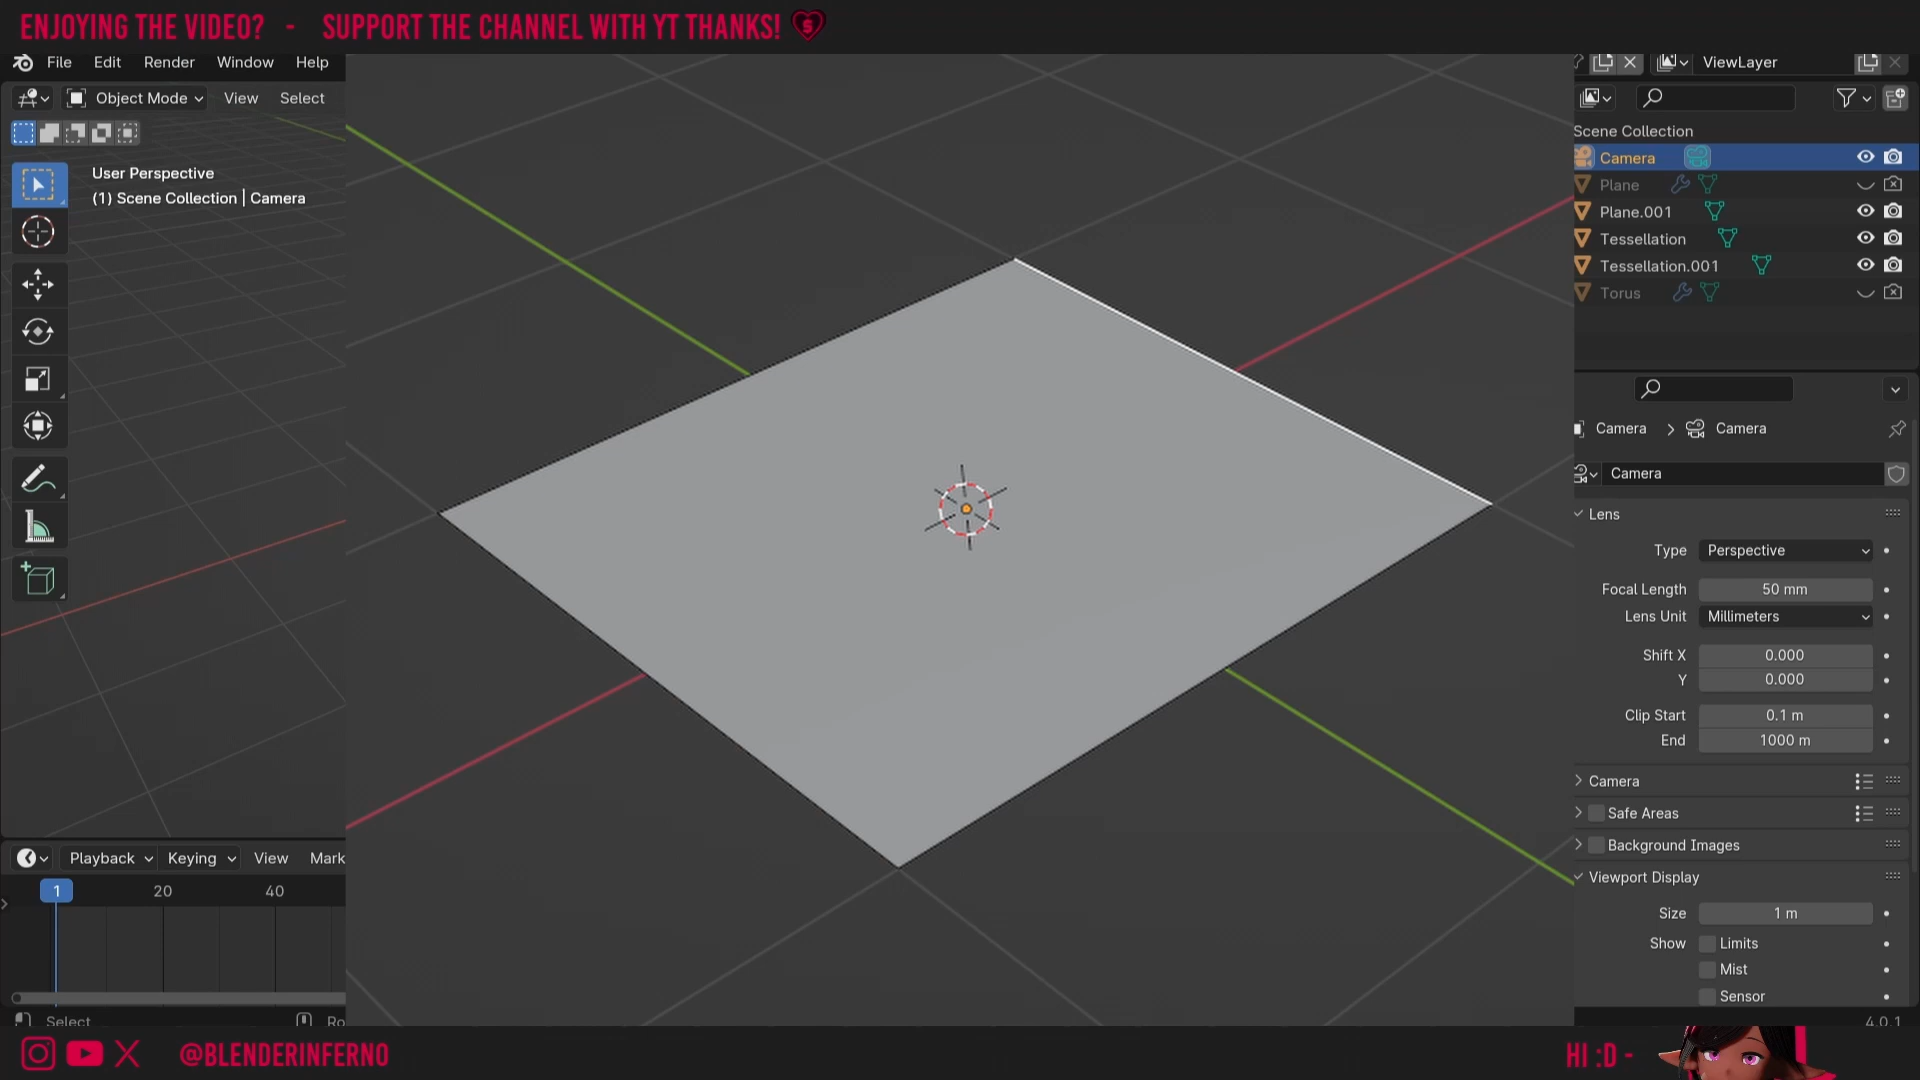 ENJOYING THE VIDEO? - SUPPORT THE CHANNEL WITH YT THANKS!
File Edit Render Window Help
ViewLayer
Object Mode View Select
User Perspective
(1) Scene Collection | Camera
Scene Collection
Camera
Plane
Plane.001
Tessellation
Tessellation.001
Torus
Camera > Camera
Camera
Lens
Type Perspective
Focal Length 50 mm
Lens Unit Millimeters
Shift X 0.000
Y 0.000
Clip Start 0.1 m
End 1000 m
Camera
Safe Areas
Background Images
Viewport Display
Size 1 m
Show Limits
Mist
Sensor
Playback Keying View Mark
1 20 40
Select Ro
4.0.1
@BLENDERINFERNO
HI :D -